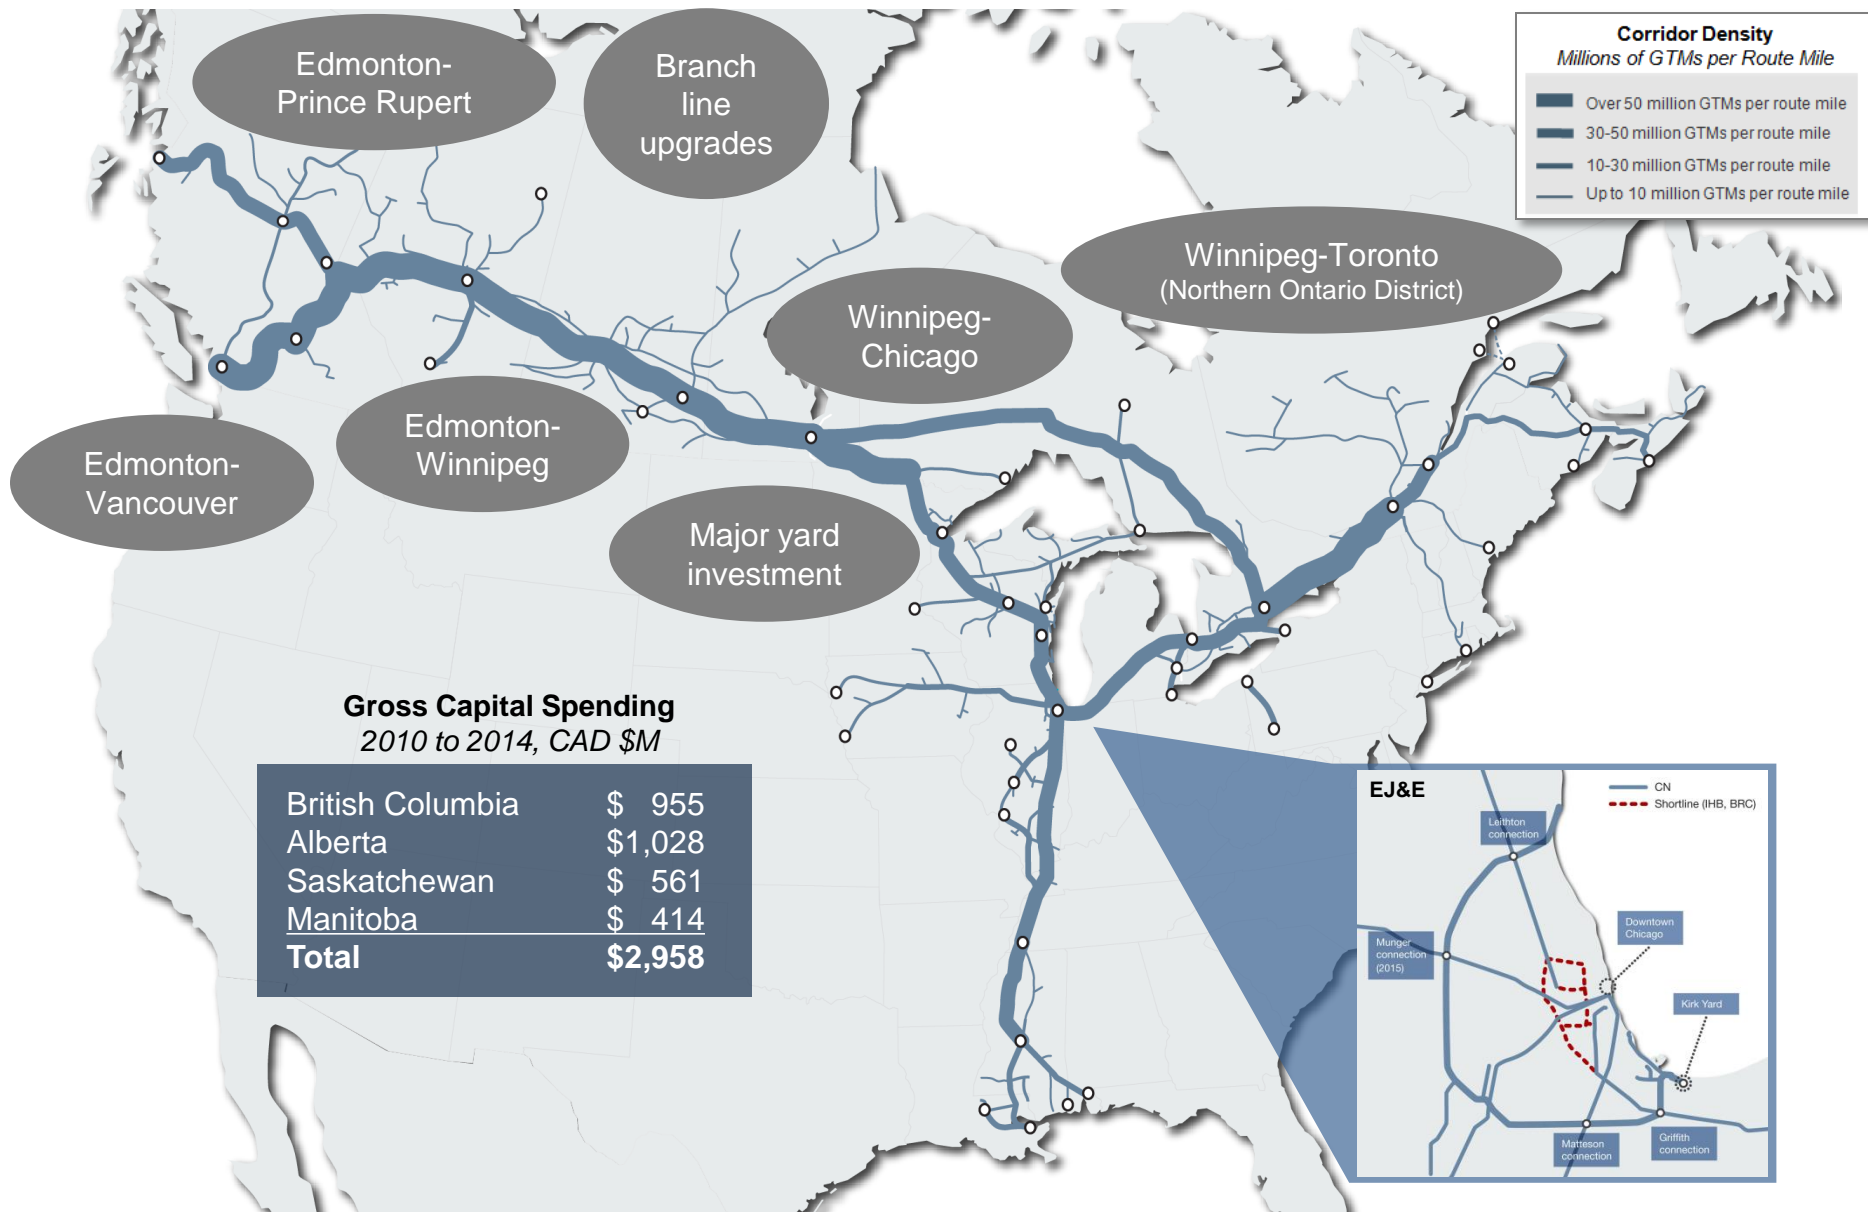 Edmonton-
Prince Rupert
Branch
line
upgrades
Corridor Density
Millions of GTMs per Route Mile
Over 50 million GTMs per route mile
30-50 million GTMs per route mile
10-30 million GTMs per route mile
Up to 10 million GTMs per route mile
Winnipeg-Toronto
(Northern Ontario District)
Winnipeg-
Chicago
Edmonton-
Winnipeg
Edmonton-
Vancouver
Major yard
investment
Gross Capital Spending
2010 to 2014, CAD $M
British Columbia $ 955
Alberta $1,028
Saskatchewan $ 561
Manitoba $ 414
Total $2,958
EJ&E
CN
Shortline (IHB, BRC)
Leithton
connection
Downtown
Chicago
Munger
connection
(2015)
Kirk Yard
Matteson
connection
Griffith
connection